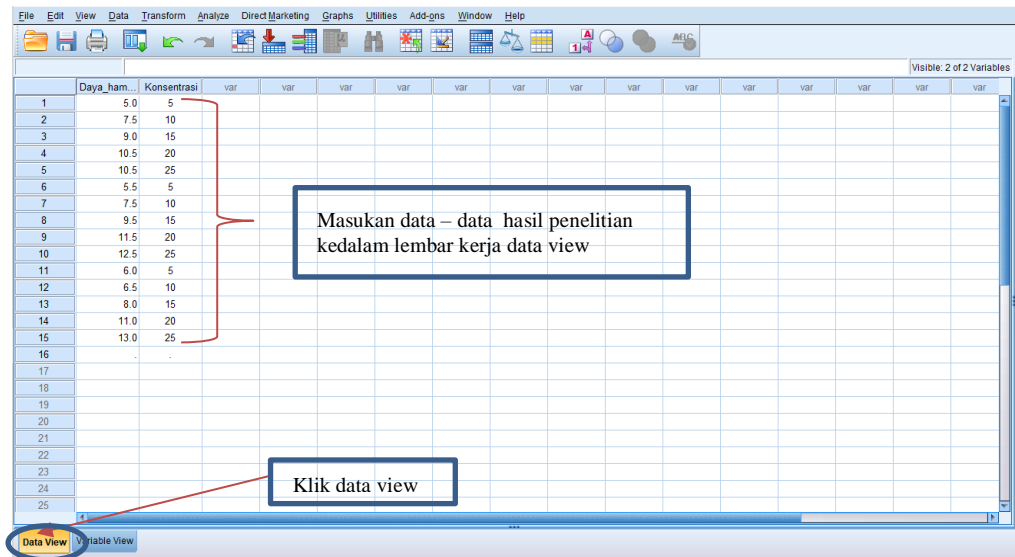 File Edit View Data Transform Analyze Direct Marketing Graphs Utilities Add-ons Window Help
Visible: 2 of 2 Variables
Daya_ham... Konsentrasi var var var var var var var var var var var var var var
1 5.0 5
2 7.5 10
3 9.0 15
4 10.5 20
5 10.5 25
6 5.5 5
7 7.5 10
8 9.5 15
9 11.5 20
10 12.5 25
11 6.0 5
12 6.5 10
13 8.0 15
14 11.0 20
15 13.0 25
16 . .
17
18
19
20
21
22
23
24
25
Masukan data – data hasil penelitian
kedalam lembar kerja data view
Klik data view
Data View Variable View